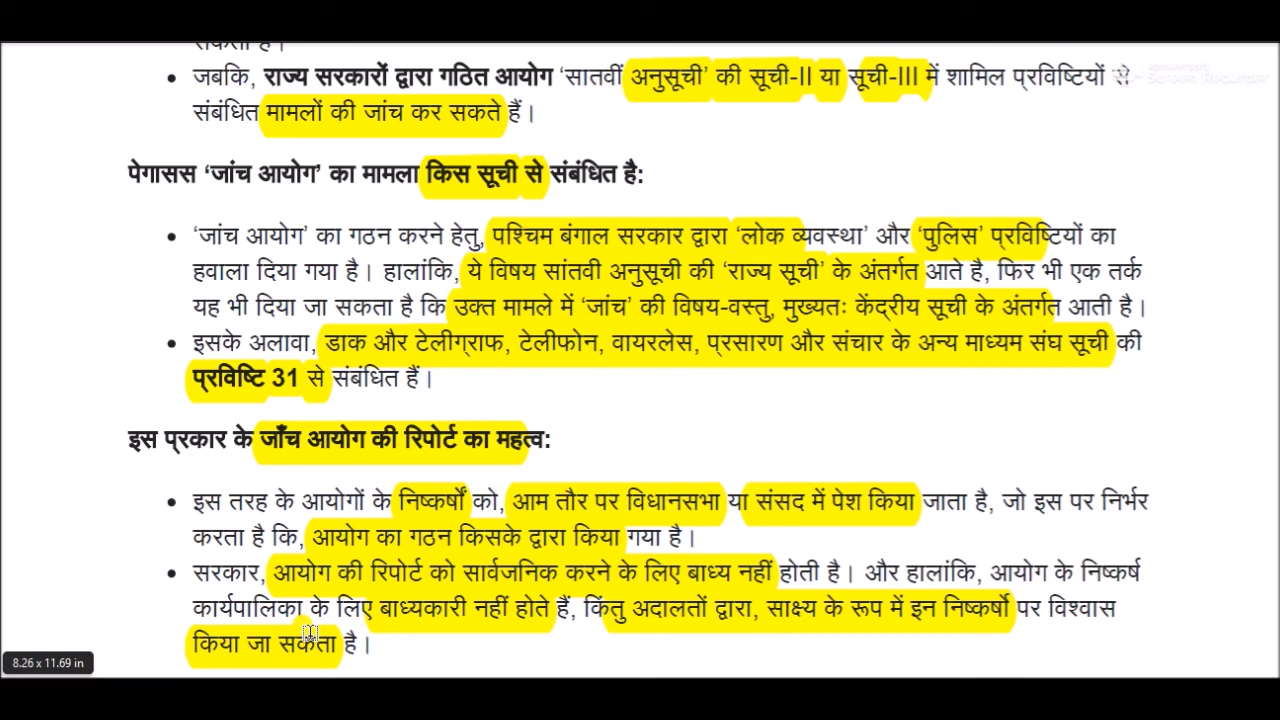 सकता है।
• जबकि, राज्य सरकारों द्वारा गठित आयोग ‘सातवीं अनुसूची’ की सूची-II या सूची-III में शामिल प्रविष्टियों से
संबंधित मामलों की जांच कर सकते हैं।
पेगासस ‘जांच आयोग’ का मामला किस सूची से संबंधित है:
• ‘जांच आयोग’ का गठन करने हेतु, पश्चिम बंगाल सरकार द्वारा ‘लोक व्यवस्था’ और ‘पुलिस’ प्रविष्टियों का
हवाला दिया गया है। हालांकि, ये विषय सांतवी अनुसूची की ‘राज्य सूची’ के अंतर्गत आते है, फिर भी एक तर्क
यह भी दिया जा सकता है कि उक्त मामले में ‘जांच’ की विषय-वस्तु, मुख्यतः केंद्रीय सूची के अंतर्गत आती है।
• इसके अलावा, डाक और टेलीग्राफ, टेलीफोन, वायरलेस, प्रसारण और संचार के अन्य माध्यम संघ सूची की
प्रविष्टि 31 से संबंधित हैं।
इस प्रकार के जाँच आयोग की रिपोर्ट का महत्व:
• इस तरह के आयोगों के निष्कर्षों को, आम तौर पर विधानसभा या संसद में पेश किया जाता है, जो इस पर निर्भर
करता है कि, आयोग का गठन किसके द्वारा किया गया है।
• सरकार, आयोग की रिपोर्ट को सार्वजनिक करने के लिए बाध्य नहीं होती है। और हालांकि, आयोग के निष्कर्ष
कार्यपालिका के लिए बाध्यकारी नहीं होते हैं, किंतु अदालतों द्वारा, साक्ष्य के रूप में इन निष्कर्षो पर विश्वास
किया जा सकता है।
8.26 x 11.69 in